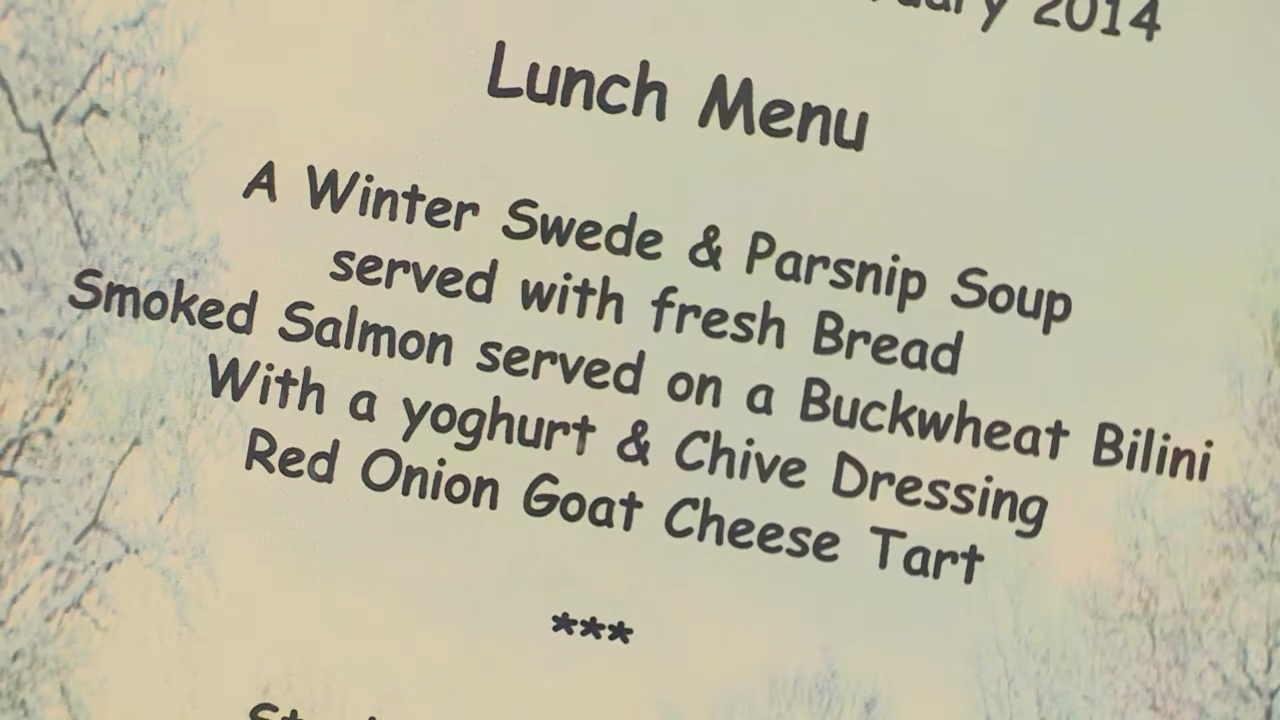 2014
Lunch Menu
A Winter Swede & Parsnip Soup
served with fresh Bread
Smoked Salmon served on a Buckwheat Bilini
With a yoghurt & Chive Dressing
Red Onion Goat Cheese Tart
***